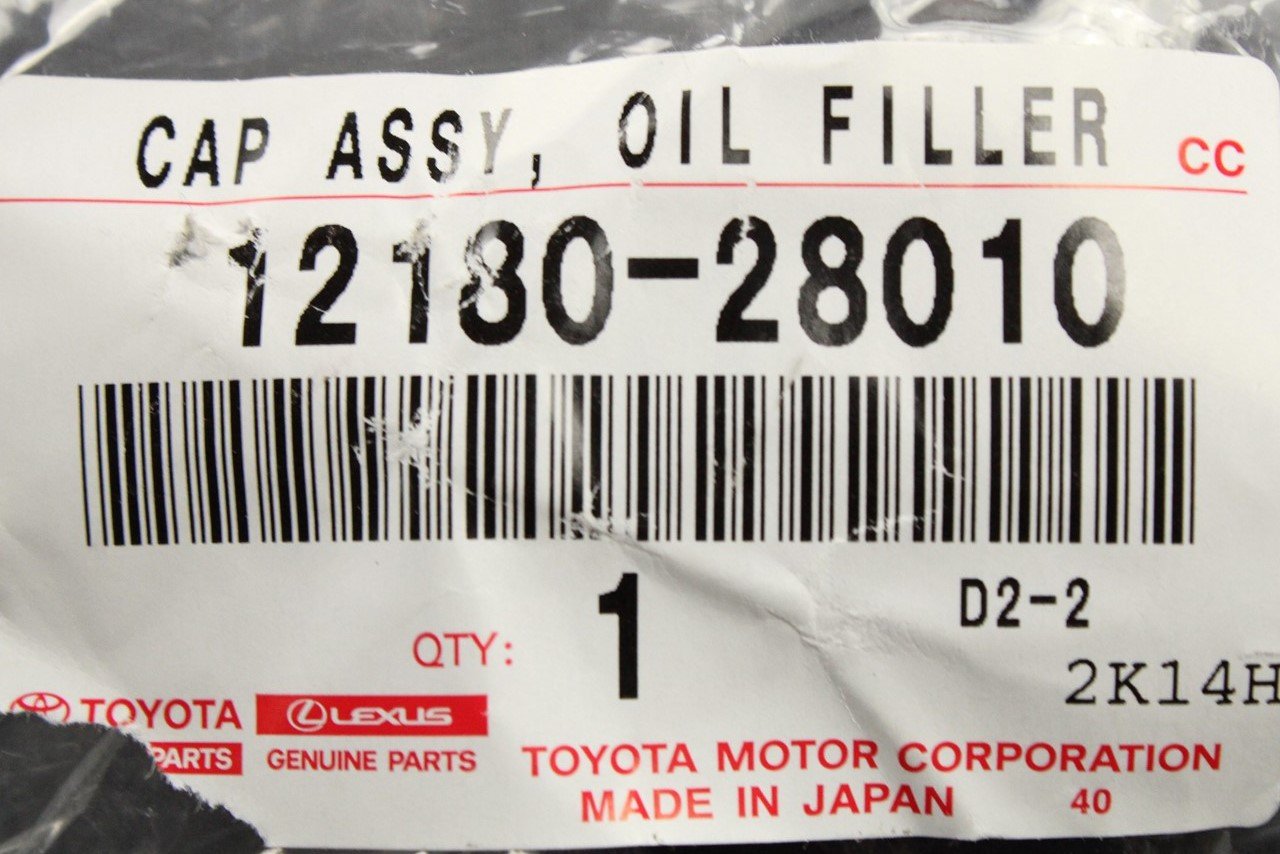 CAP ASSY, OIL FILLER CC
12180-28010
1 D2-2
QTY:
2K14H
TOYOTA LEXUS
PARTS GENUINE PARTS
TOYOTA MOTOR CORPORATION
MADE IN JAPAN 40